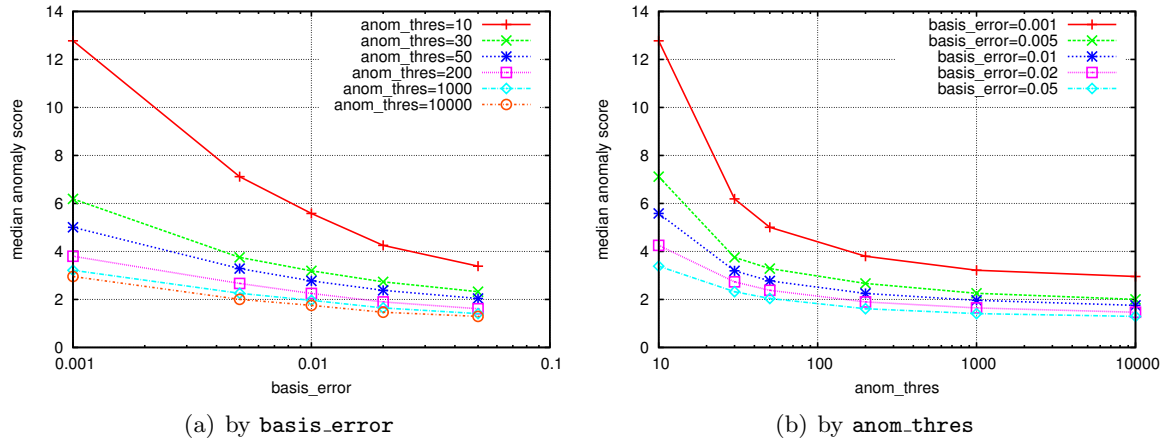 14
12
10
8
6
4
2
0
median anomaly score
anom_thres=10
anom_thres=30
anom_thres=50
anom_thres=200
anom_thres=1000
anom_thres=10000
0.001
0.01
0.1
basis_error
(a) by basis_error
14
12
10
8
6
4
2
0
median anomaly score
basis_error=0.001
basis_error=0.005
basis_error=0.01
basis_error=0.02
basis_error=0.05
10
100
1000
10000
anom_thres
(b) by anom_thres